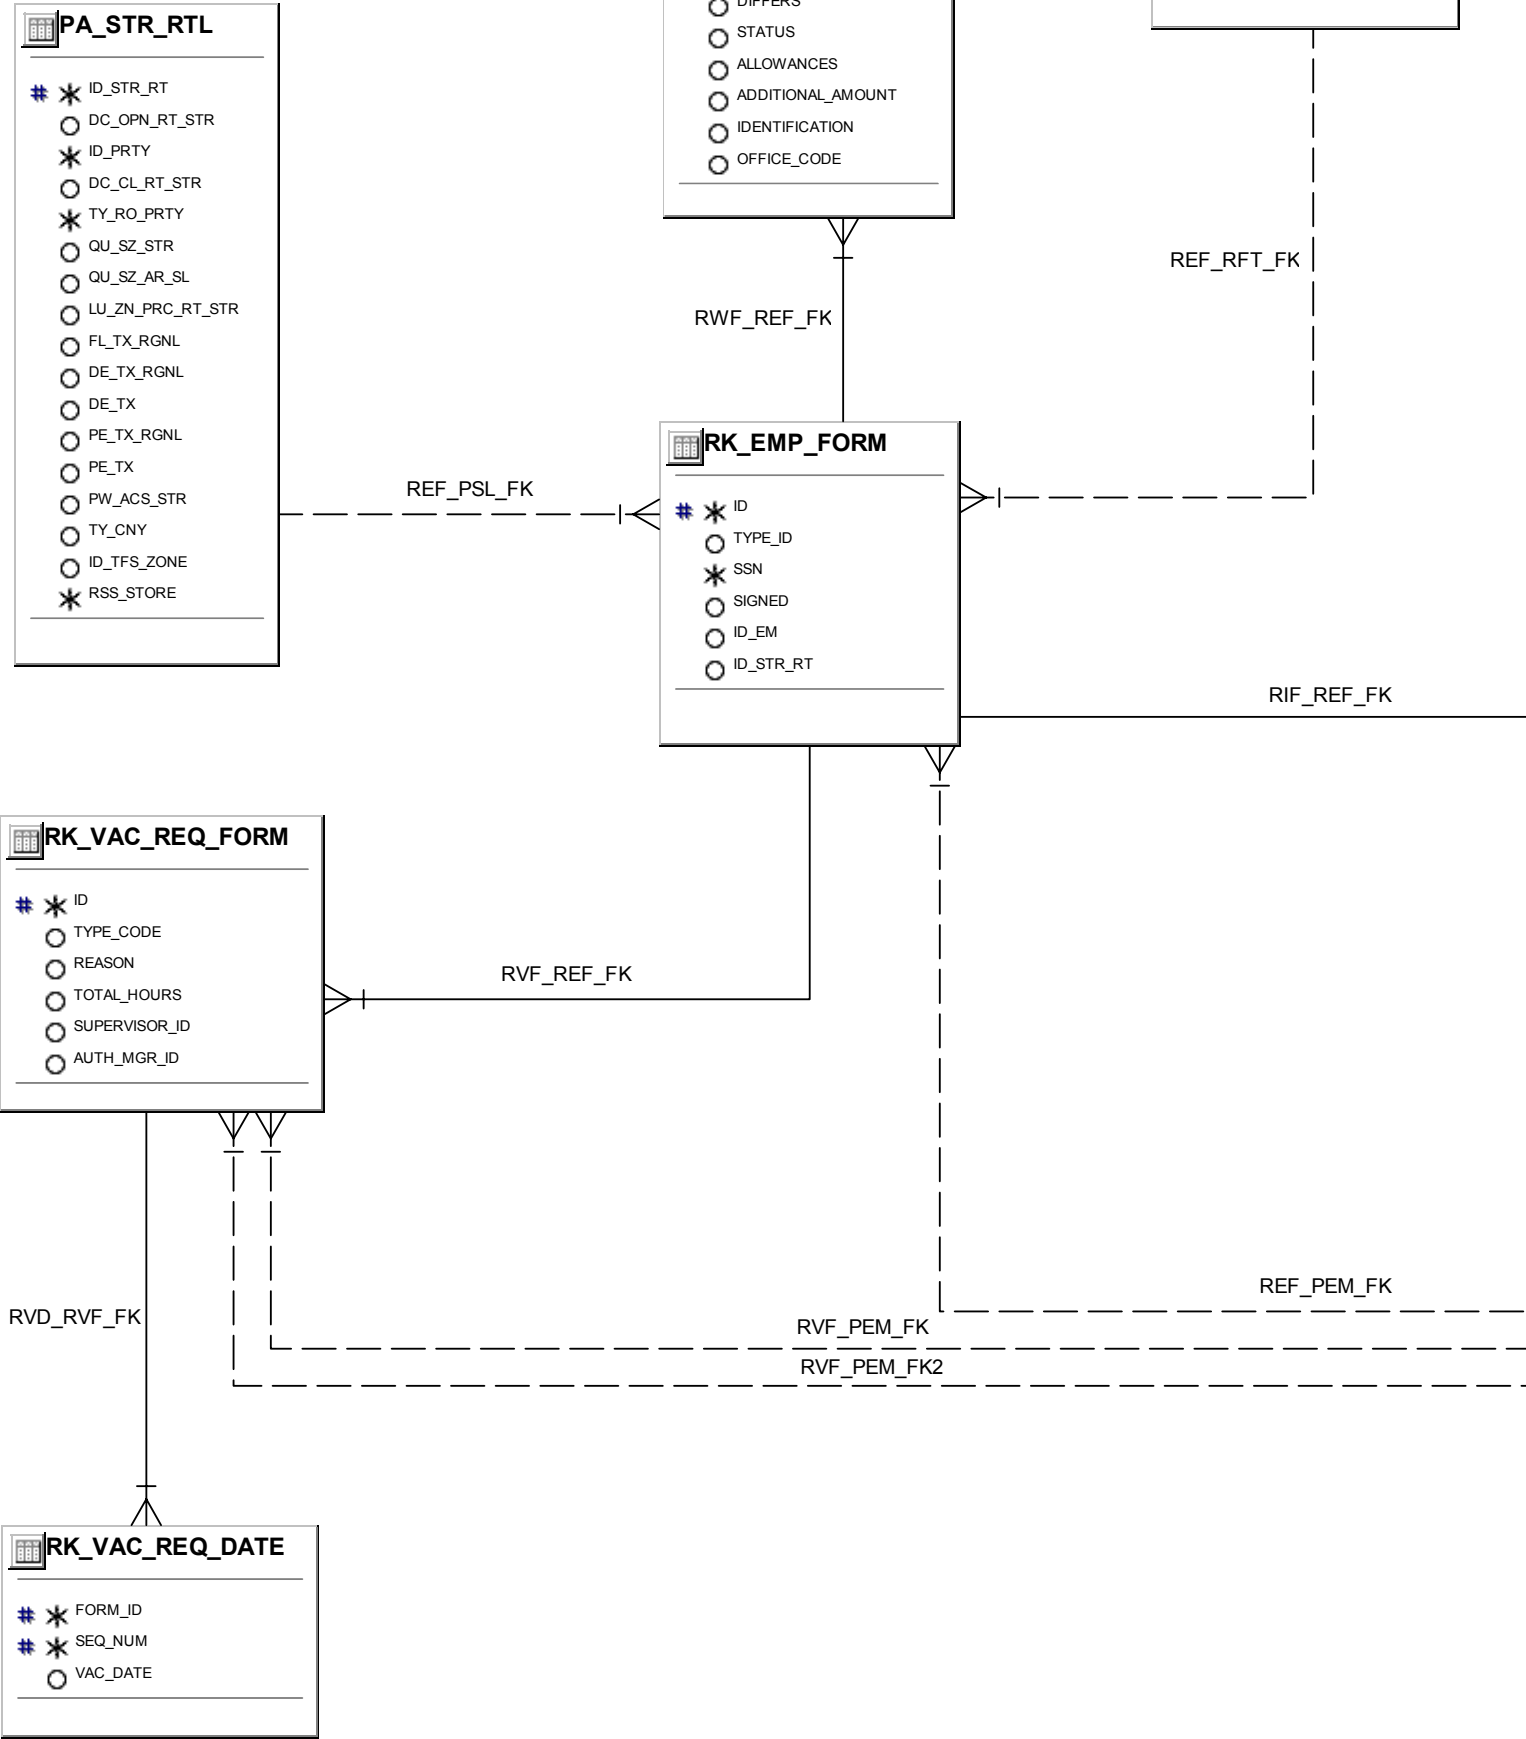 PA_STR_RTL
# ID_STR_RT
DC_OPN_RT_STR
ID_PRTY
DC_CL_RT_STR
TY_RO_PRTY
QU_SZ_STR
QU_SZ_AR_SL
LU_ZN_PRC_RT_STR
FL_TX_RGNL
DE_TX_RGNL
DE_TX
PE_TX_RGNL
PE_TX
PW_ACS_STR
TY_CNY
ID_TFS_ZONE
RSS_STORE
DIFFERS
STATUS
ALLOWANCES
ADDITIONAL_AMOUNT
IDENTIFICATION
OFFICE_CODE
REF_RFT_FK
RWF_REF_FK
REF_PSL_FK
RK_EMP_FORM
# ID
TYPE_ID
SSN
SIGNED
ID_EM
ID_STR_RT
RIF_REF_FK
RK_VAC_REQ_FORM
# ID
TYPE_CODE
REASON
TOTAL_HOURS
SUPERVISOR_ID
AUTH_MGR_ID
RVF_REF_FK
REF_PEM_FK
RVD_RVF_FK
RVF_PEM_FK
RVF_PEM_FK2
RK_VAC_REQ_DATE
# FORM_ID
# SEQ_NUM
VAC_DATE